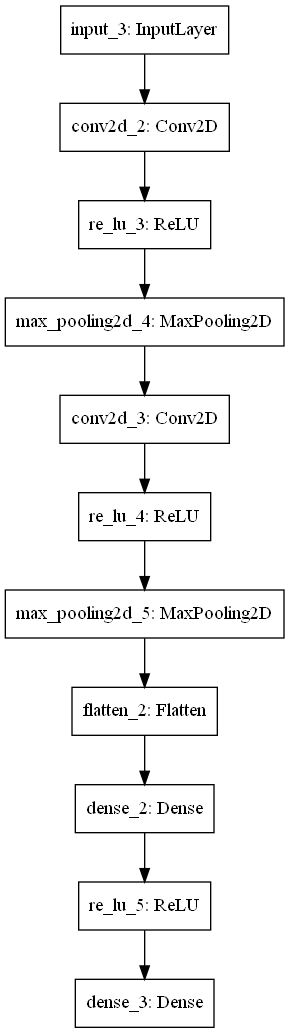 input_3: InputLayer
conv2d_2: Conv2D
re_lu_3: ReLU
max_pooling2d_4: MaxPooling2D
conv2d_3: Conv2D
re_lu_4: ReLU
max_pooling2d_5: MaxPooling2D
flatten_2: Flatten
dense_2: Dense
re_lu_5: ReLU
dense_3: Dense